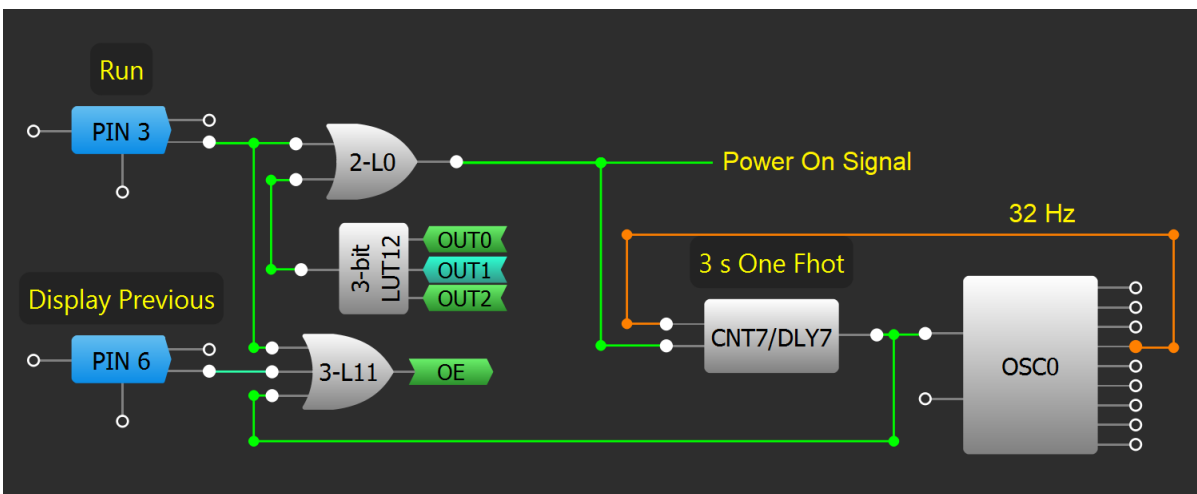 Run
PIN 3
2-L0
Power On Signal
32 Hz
3-bit
LUT12
OUT0
OUT1
OUT2
3 s One Fhot
Display Previous
CNT7/DLY7
PIN 6
3-L11
OE
OSC0